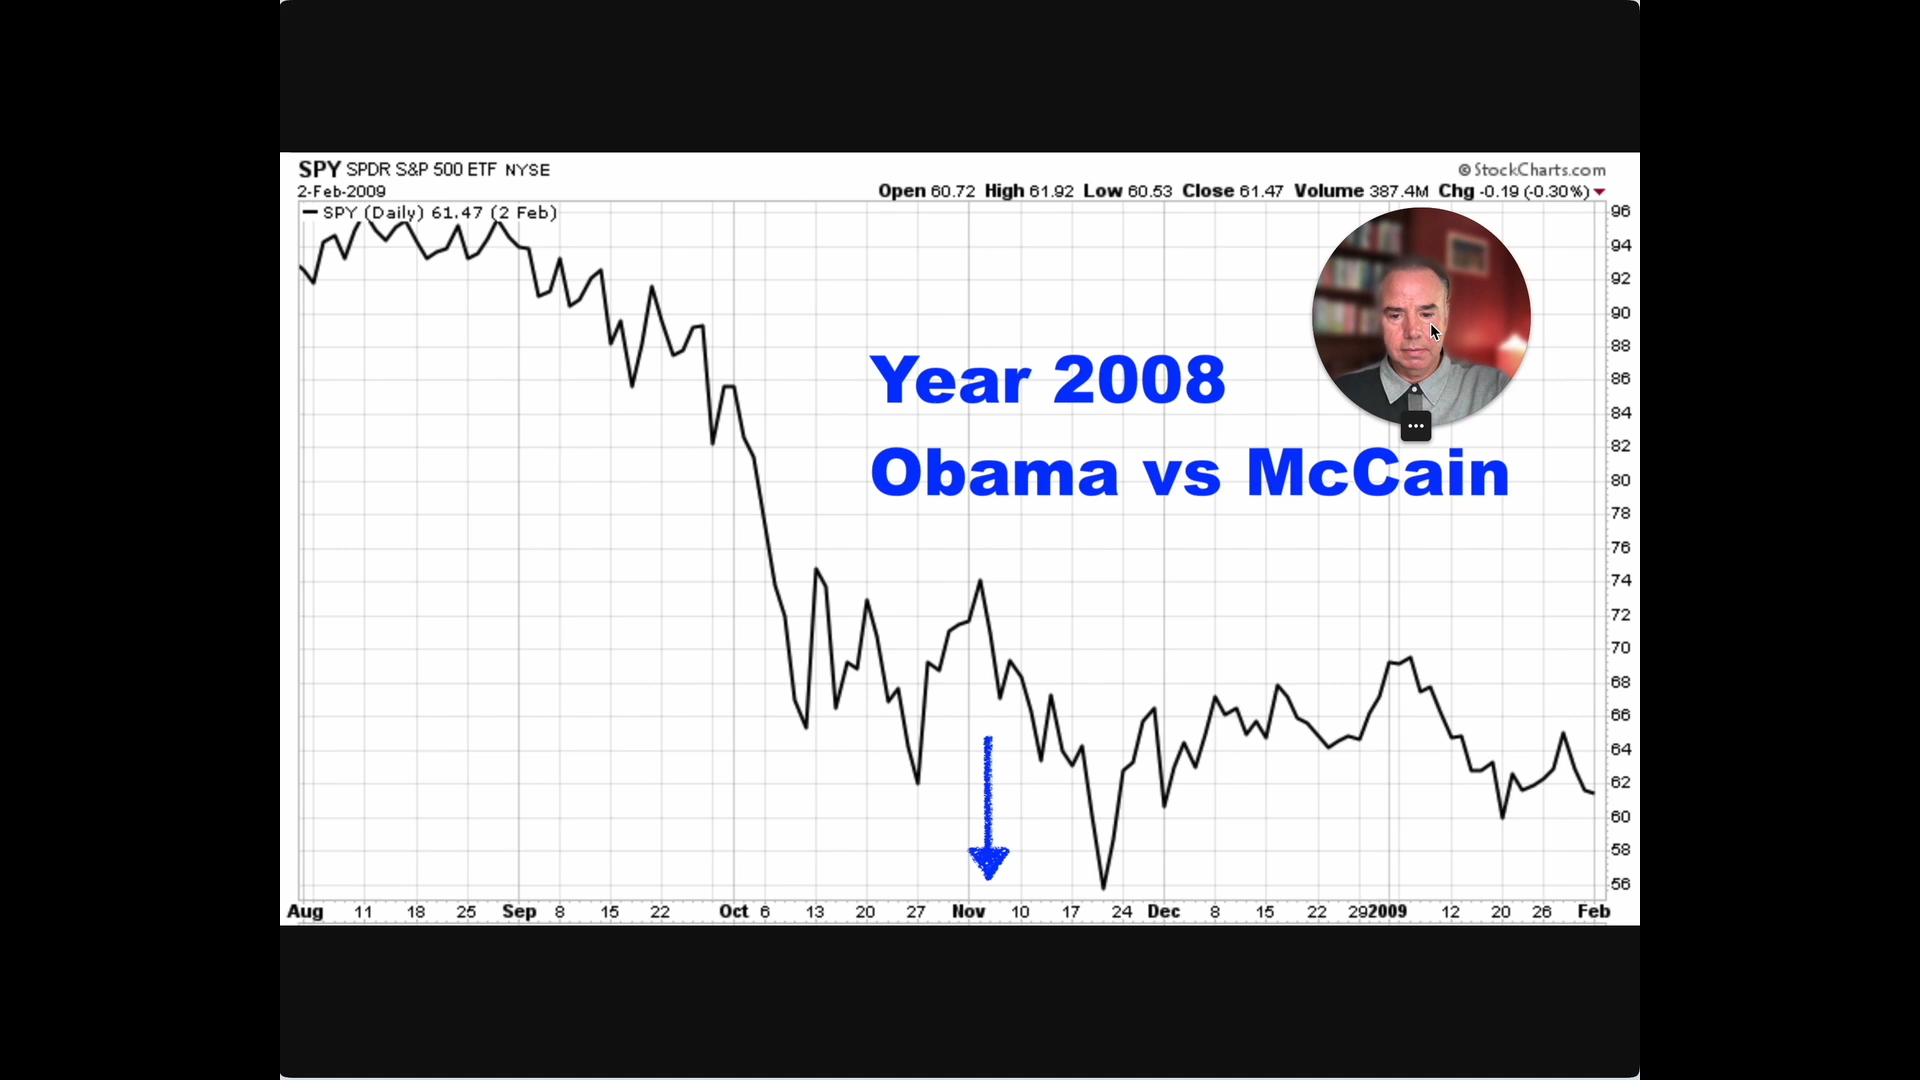 SPY SPDR S&P 500 ETF NYSE
© StockCharts.com
2-Feb-2009
Open 60.72 High 61.92 Low 60.53 Close 61.47 Volume 387.4M Chg -0.19 (-0.30%)
SPY (Daily) 61.47 (2 Feb)
96
94
92
90
88
86
84
82
80
78
76
74
72
70
68
66
64
62
60
58
56
Year 2008
Obama vs McCain
Aug 11 18 25 Sep 8 15 22 Oct 6 13 20 27 Nov 10 17 24 Dec 8 15 22 29 2009 12 20 26 Feb